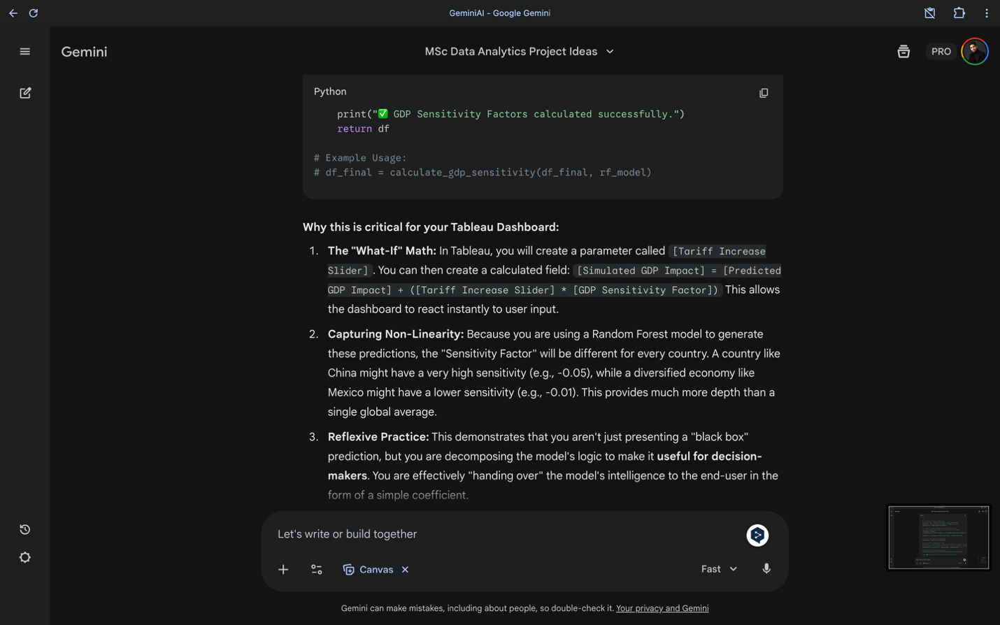 GeminiAI - Google Gemini
Gemini
MSc Data Analytics Project Ideas
PRO
Python
print("✅ GDP Sensitivity Factors calculated successfully.")
return df
# Example Usage:
# df_final = calculate_gdp_sensitivity(df_final, rf_model)
Why this is critical for your Tableau Dashboard:
1. The "What-If" Math: In Tableau, you will create a parameter called [Tariff Increase
Slider]. You can then create a calculated field: [Simulated GDP Impact] = [Predicted
GDP Impact] + ([Tariff Increase Slider] * [GDP Sensitivity Factor]) This allows
the dashboard to react instantly to user input.
2. Capturing Non-Linearity: Because you are using a Random Forest model to generate
these predictions, the "Sensitivity Factor" will be different for every country. A country like
China might have a very high sensitivity (e.g., -0.05), while a diversified economy like
Mexico might have a lower sensitivity (e.g., -0.01). This provides much more depth than a
single global average.
3. Reflexive Practice: This demonstrates that you aren't just presenting a "black box"
prediction, but you are decomposing the model's logic to make it useful for decision-
makers. You are effectively "handing over" the model's intelligence to the end-user in the
form of a simple coefficient.
Let's write or build together
Canvas
Fast
Gemini can make mistakes, including about people, so double-check it. Your privacy and Gemini